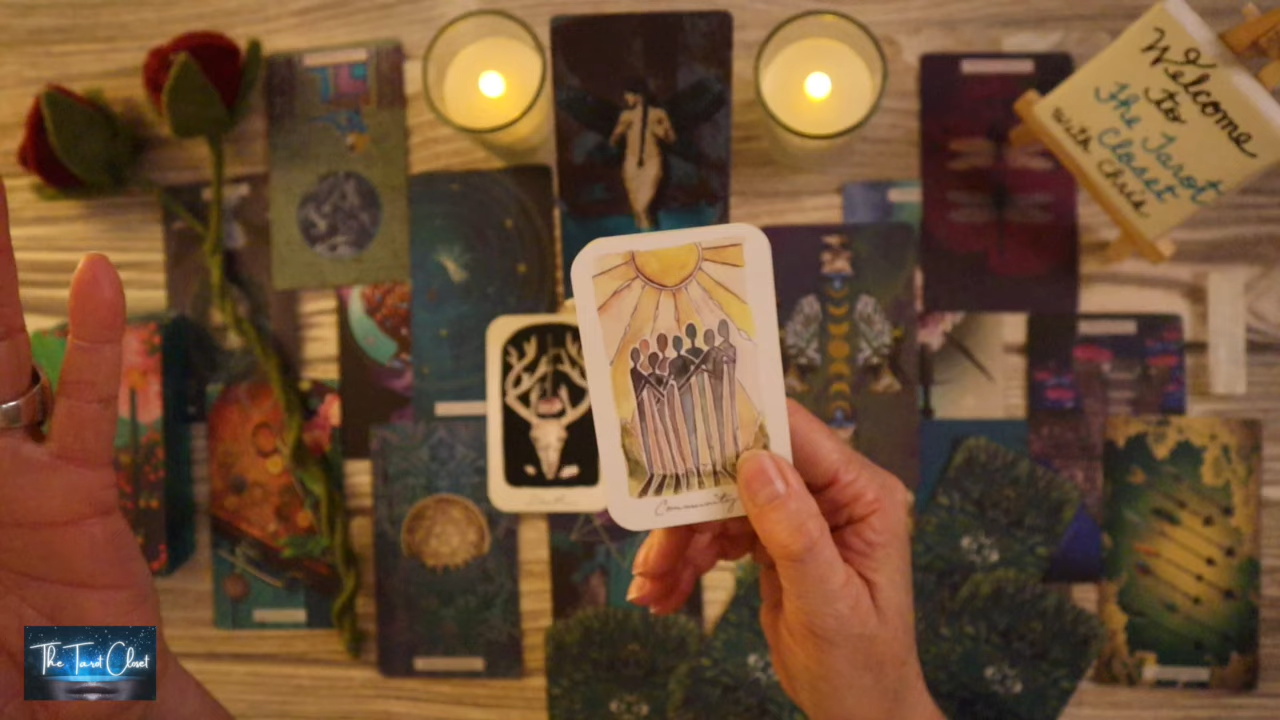 Welcome
to
The Tarot
Closet
with Chris
Community
The Tarot Closet